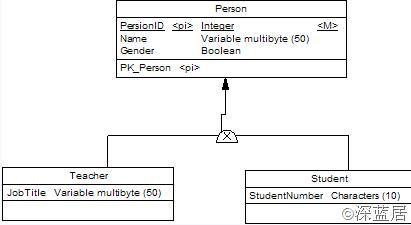 Person
PersionID <pi> Integer <M>
Name Variable multibyte (50)
Gender Boolean
PK_Person <pi>
Teacher
JobTitle Variable multibyte (50)
Student
StudentNumber Characters (10)
©深蓝居